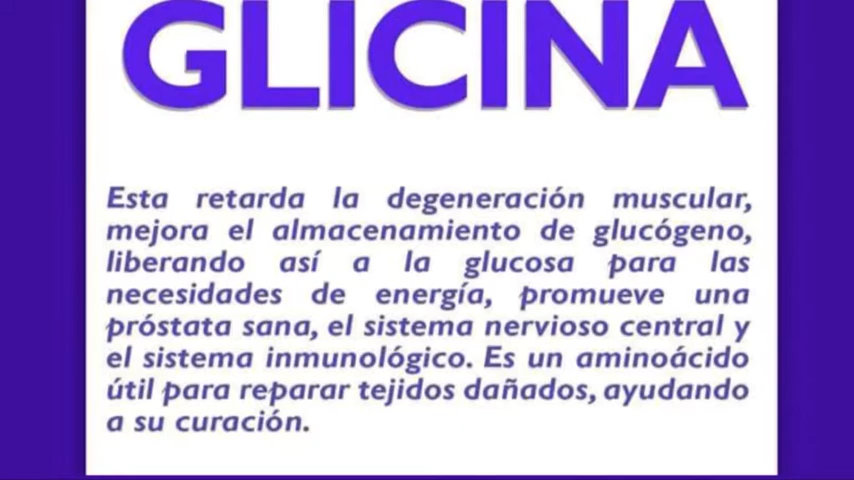 GLICINA
Esta retarda la degeneración muscular,
mejora el almacenamiento de glucógeno,
liberando así a la glucosa para las
necesidades de energía, promueve una
próstata sana, el sistema nervioso central y
el sistema inmunológico. Es un aminoácido
útil para reparar tejidos dañados, ayudando
a su curación.